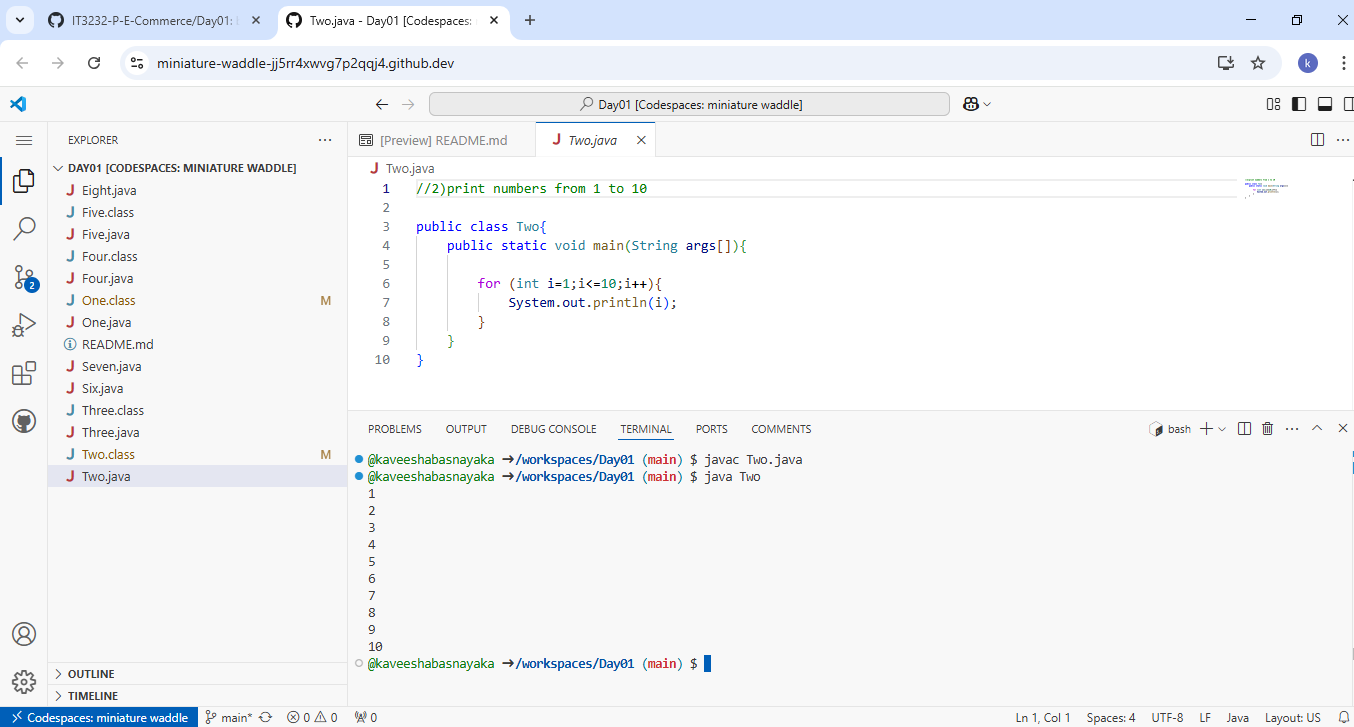 IT3232-P-E-Commerce/Day01:
Two.java - Day01 [Codespaces:
miniature-waddle-jj5rr4xwvg7p2qqj4.github.dev
k
Day01 [Codespaces: miniature waddle]
EXPLORER
DAY01 [CODESPACES: MINIATURE WADDLE]
J Eight.java
J Five.class
J Five.java
J Four.class
J Four.java
J One.class M
J One.java
README.md
J Seven.java
J Six.java
J Three.class
J Three.java
J Two.class M
J Two.java
2
OUTLINE
TIMELINE
[Preview] README.md
J Two.java
J Two.java
1 //2)print numbers from 1 to 10
2
3 public class Two{
4 public static void main(String args[]){
5
6 for (int i=1;i<=10;i++){
7 System.out.println(i);
8 }
9 }
10 }
PROBLEMS OUTPUT DEBUG CONSOLE TERMINAL PORTS COMMENTS bash
@kaveeshabasnayaka ➜/workspaces/Day01 (main) $ javac Two.java
@kaveeshabasnayaka ➜/workspaces/Day01 (main) $ java Two
1
2
3
4
5
6
7
8
9
10
@kaveeshabasnayaka ➜/workspaces/Day01 (main) $
Codespaces: miniature waddle main* 0 0 0 Ln 1, Col 1 Spaces: 4 UTF-8 LF Java Layout: US